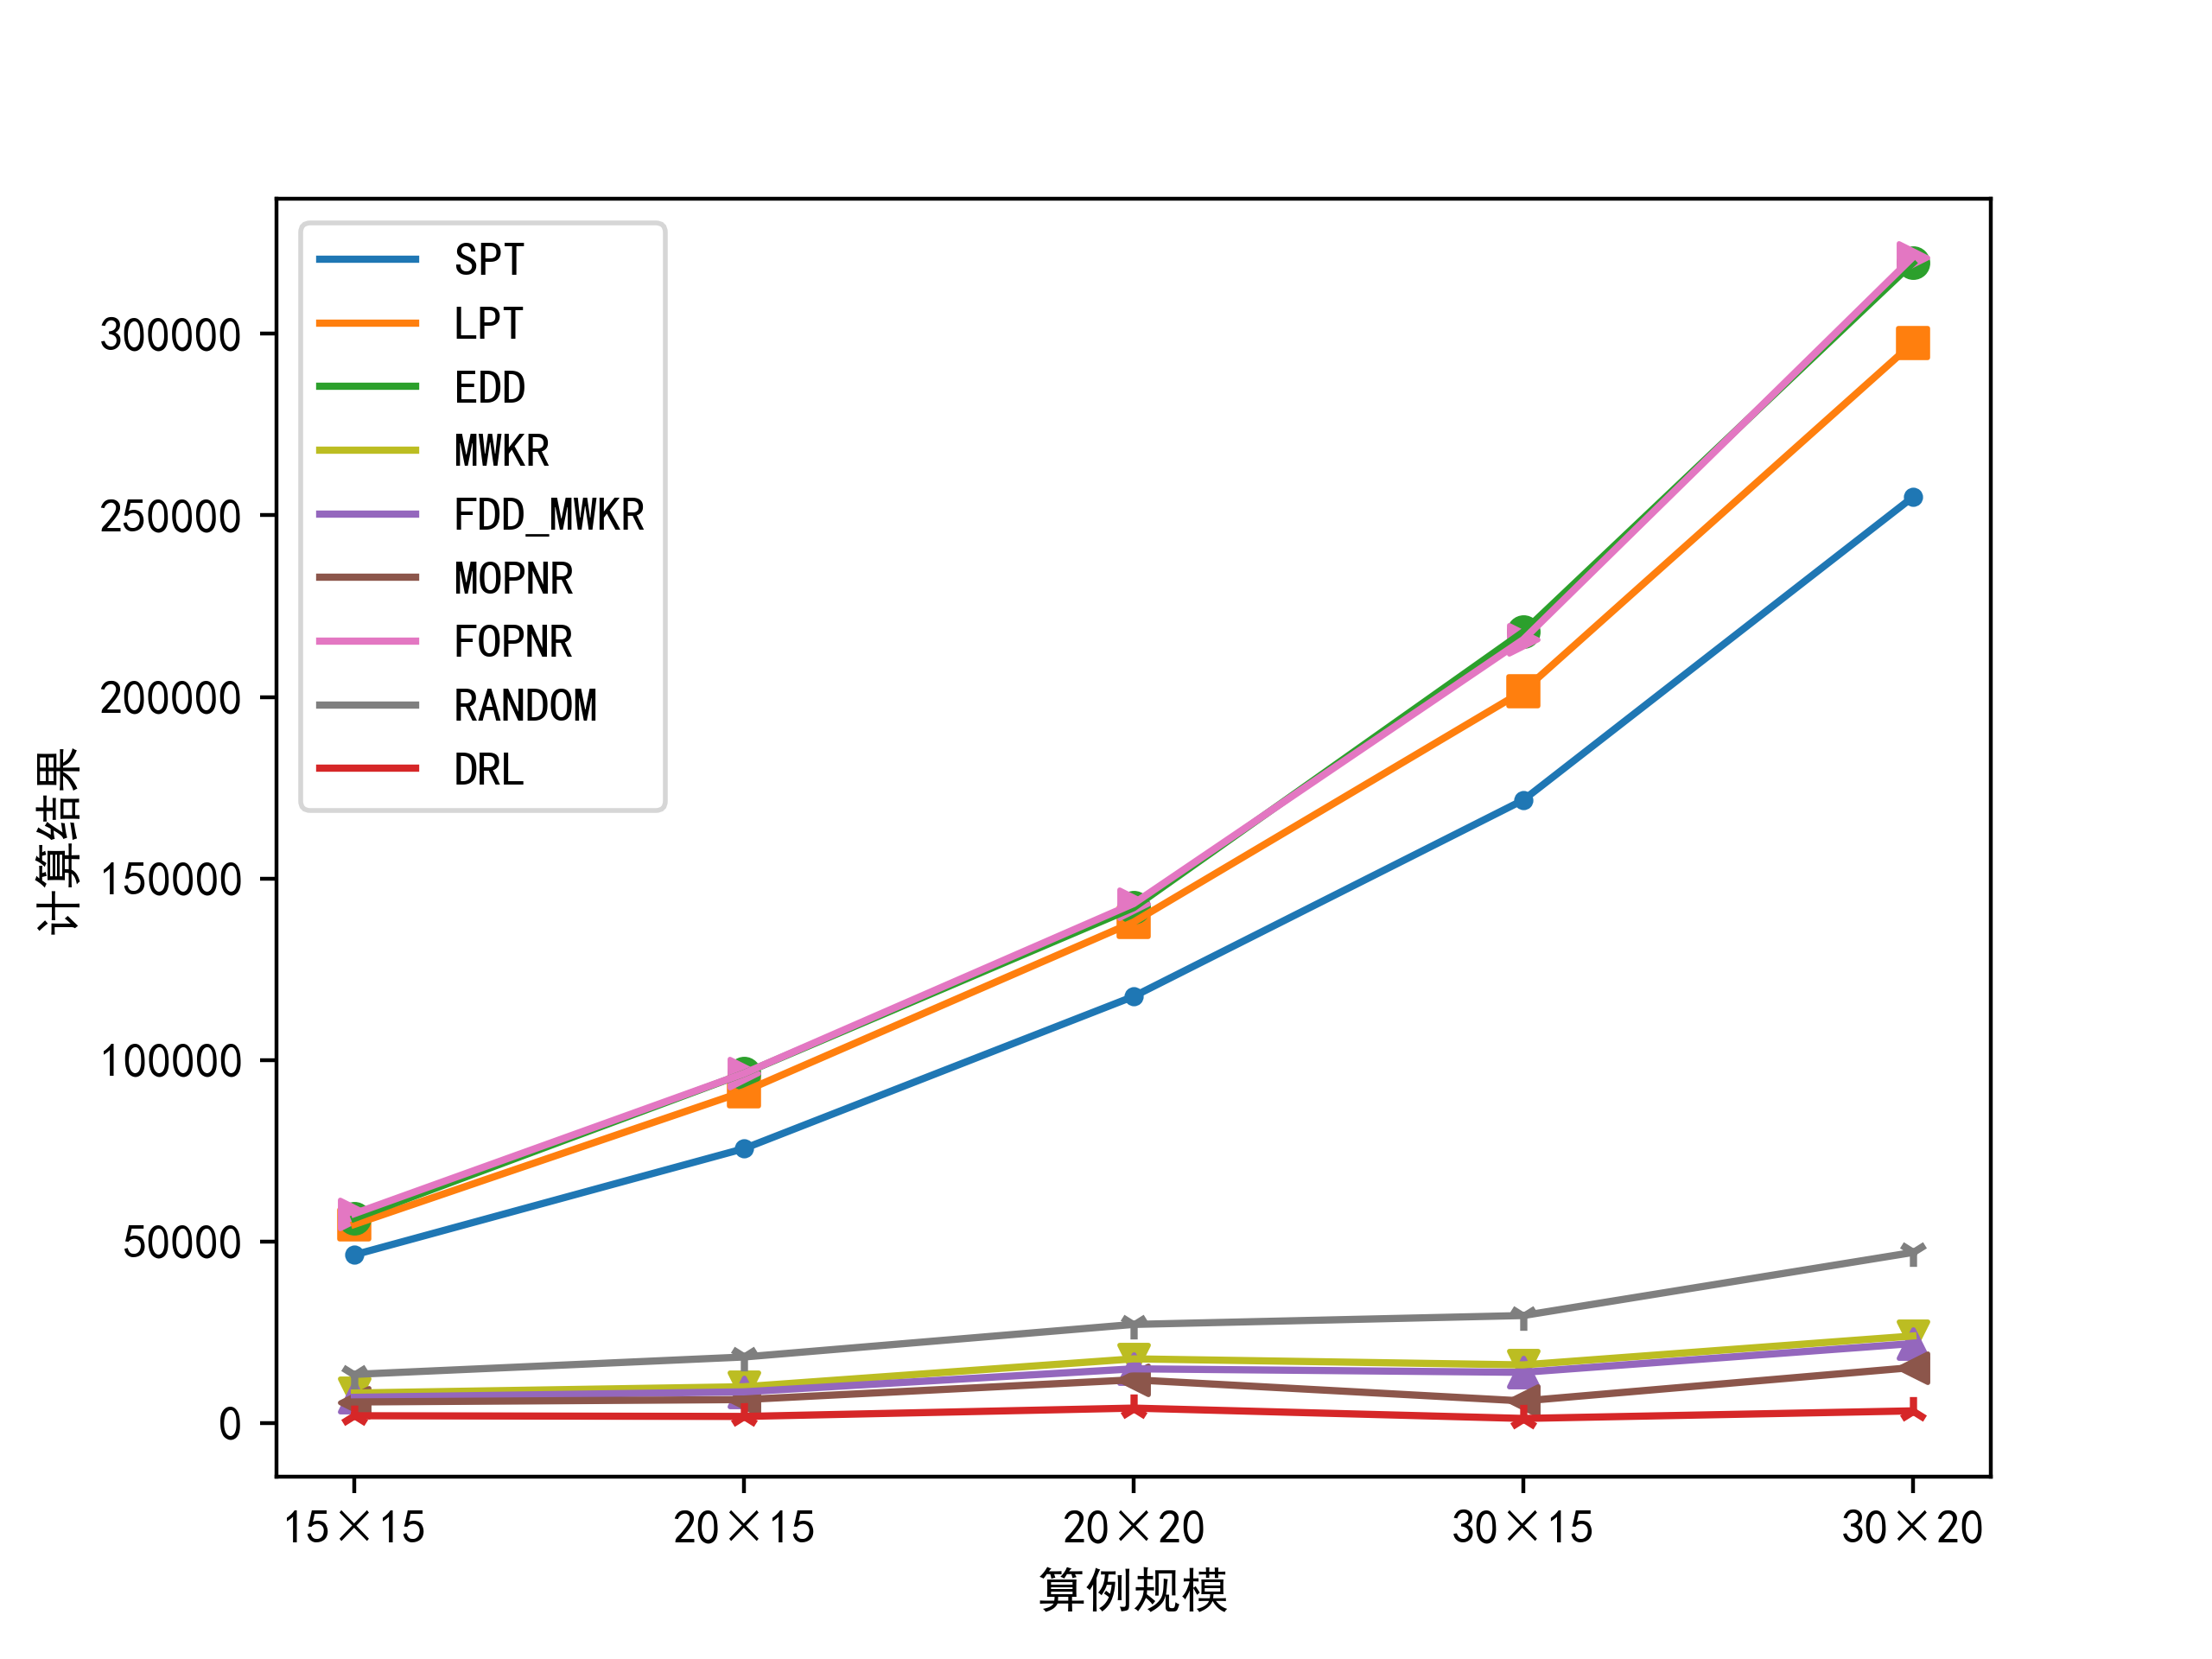 SPT
LPT
EDD
MWKR
FDD_MWKR
MOPNR
FOPNR
RANDOM
DRL
300000
250000
200000
150000
100000
50000
0
计算结果
15×15
20×15
20×20
30×15
30×20
算例规模